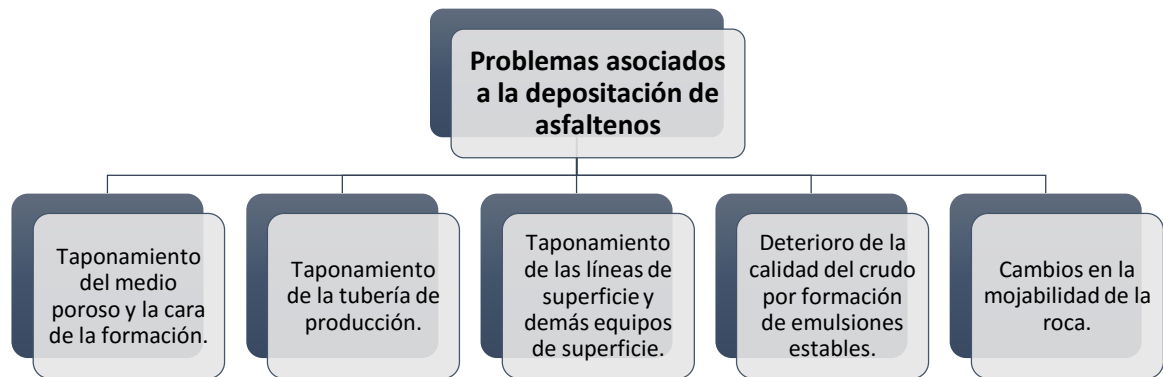 Problemas asociados
a la depositación de
asfaltenos
Taponamiento
del medio
poroso y la cara
de la formación.
Taponamiento
de la tubería de
producción.
Taponamiento
de las líneas de
superficie y
demás equipos
de superficie.
Deterioro de la
calidad del crudo
por formación
de emulsiones
estables.
Cambios en la
mojabilidad de la
roca.